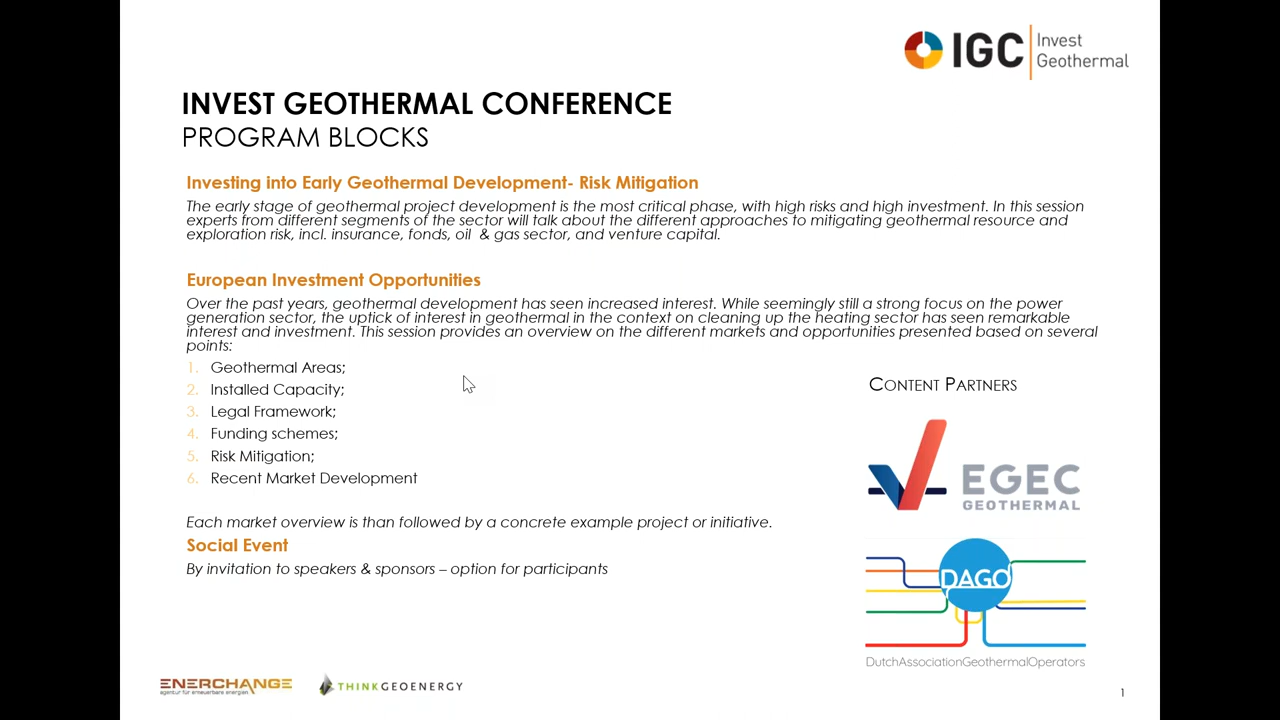 IGC Invest
Geothermal
INVEST GEOTHERMAL CONFERENCE
PROGRAM BLOCKS
Investing into Early Geothermal Development- Risk Mitigation
The early stage of geothermal project development is the most critical phase, with high risks and high investment. In this session
experts from different segments of the sector will talk about the different approaches to mitigating geothermal resource and
exploration risk, incl. insurance, fonds, oil & gas sector, and venture capital.
European Investment Opportunities
Over the past years, geothermal development has seen increased interest. While seemingly still a strong focus on the power
generation sector, the uptick of interest in geothermal in the context on cleaning up the heating sector has seen remarkable
interest and investment. This session provides an overview on the different markets and opportunities presented based on several
points:
1. Geothermal Areas;
2. Installed Capacity;
3. Legal Framework;
4. Funding schemes;
5. Risk Mitigation;
6. Recent Market Development
Each market overview is than followed by a concrete example project or initiative.
Social Event
By invitation to speakers & sponsors – option for participants
CONTENT PARTNERS
EGEC
GEOTHERMAL
DAGO
DutchAssociationGeothermalOperators
ENERCHANGE
agentur für erneuerbare energien
THINKGEOENERGY
1